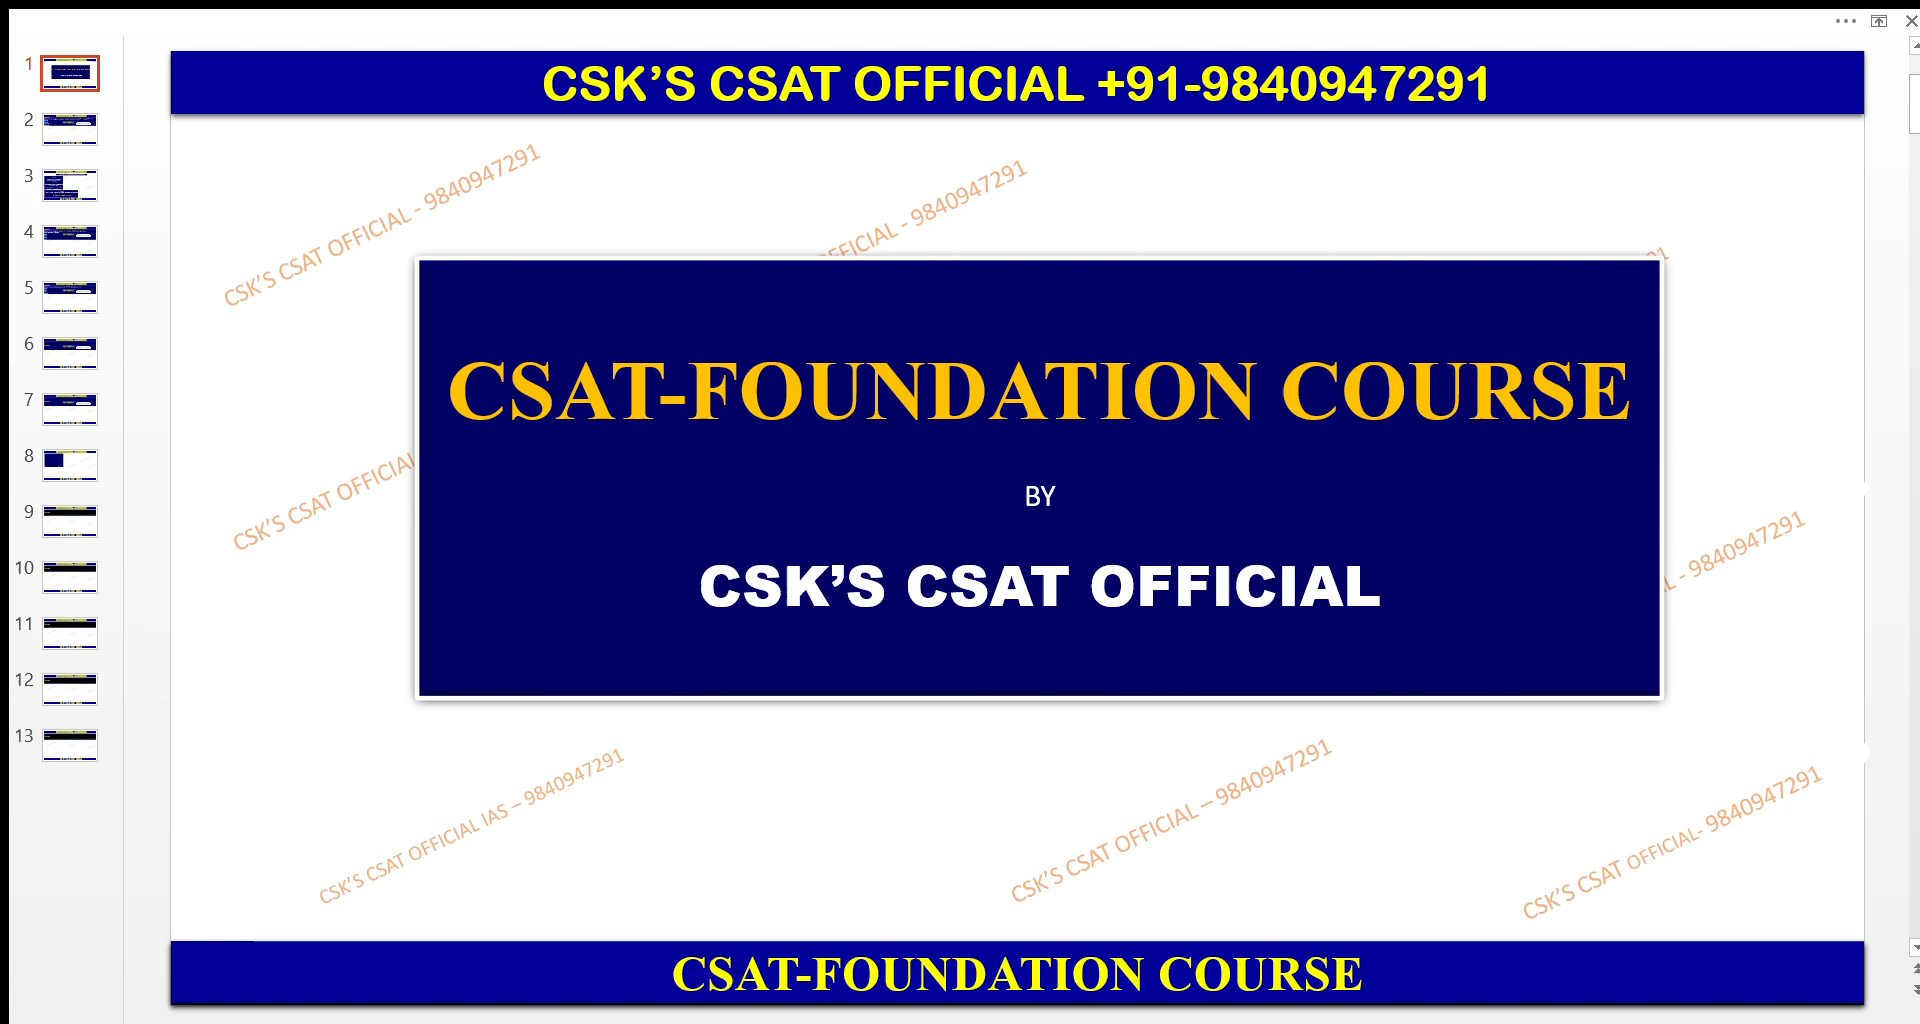 1
2
3
4
5
6
7
8
9
10
11
12
13
CSK’S CSAT OFFICIAL +91-9840947291
CSK’S CSAT OFFICIAL - 9840947291
OFFICIAL - 9840947291
91
CSAT-FOUNDATION COURSE
BY
CSK’S CSAT OFFICIAL
CSK’S CSAT OFFICIAL
- 9840947291
CSK’S CSAT OFFICIAL IAS – 9840947291
CSK’S CSAT OFFICIAL – 9840947291
CSK’S CSAT OFFICIAL- 9840947291
CSAT-FOUNDATION COURSE